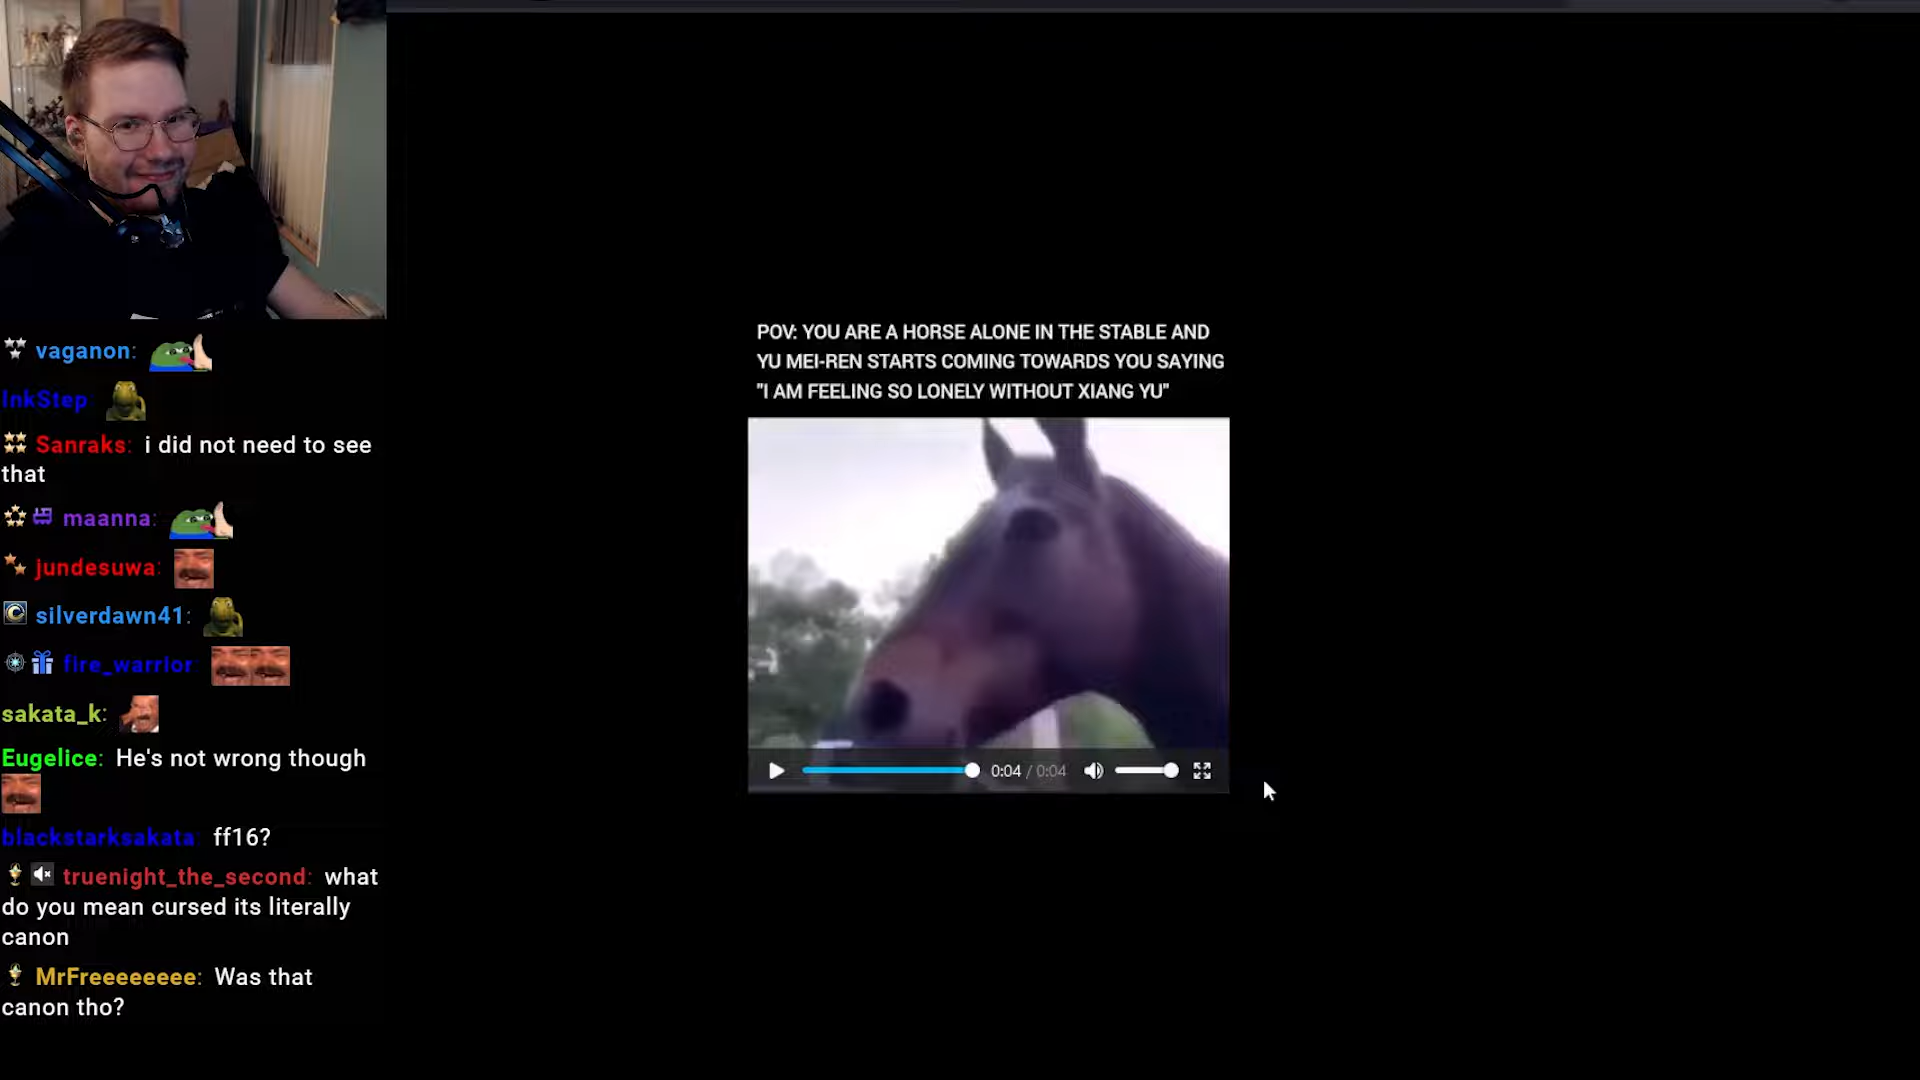 vaganon:
InkStep:
Sanraks: i did not need to see
that
maanna:
jundesuwa:
silverdawn41:
fire_warrior:
sakata_k:
Eugelice: He's not wrong though
blackstarksakata: ff16?
truenight_the_second: what
do you mean cursed its literally
canon
MrFreeeeeeee: Was that
canon tho?
POV: YOU ARE A HORSE ALONE IN THE STABLE AND
YU MEI-REN STARTS COMING TOWARDS YOU SAYING
"I AM FEELING SO LONELY WITHOUT XIANG YU"
0:04 / 0:04